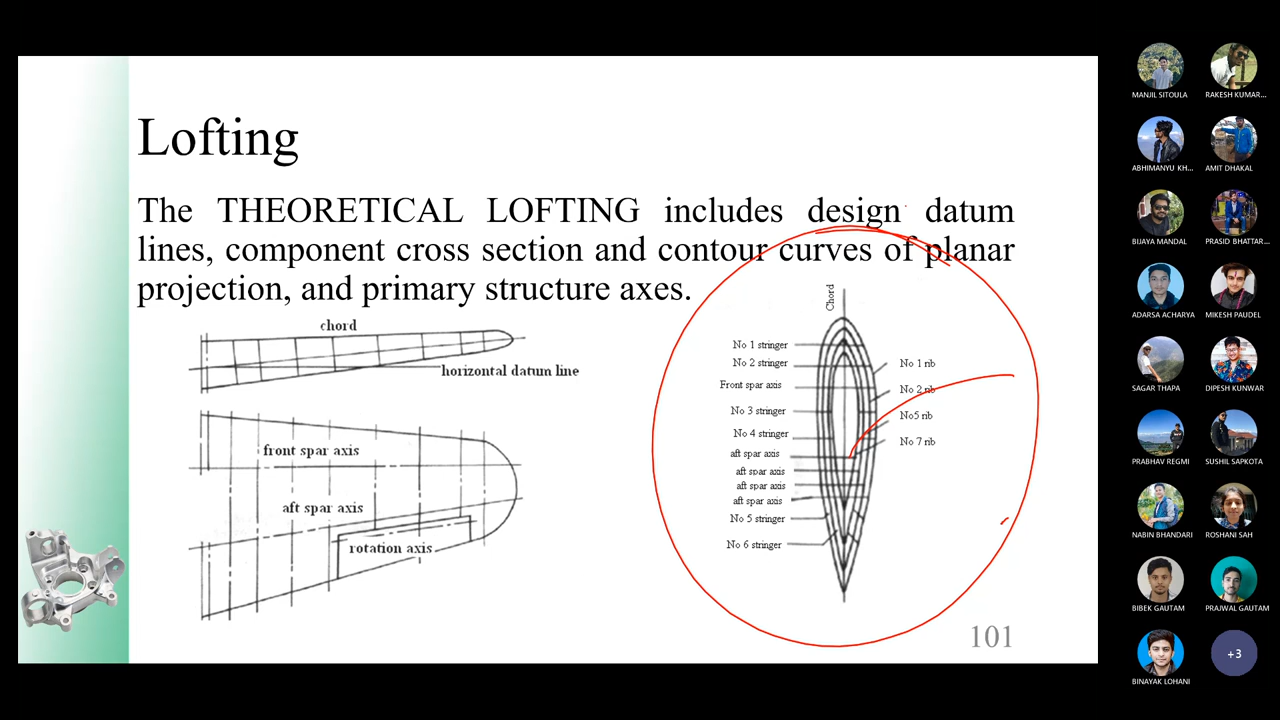 Lofting
The THEORETICAL LOFTING includes design datum
lines, component cross section and contour curves of planar
projection, and primary structure axes.
chord
horizontal datum line
front spar axis
aft spar axis
rotation axis
Chord
No 1 stringer
No 2 stringer
Front spar axis
No 3 stringer
No 4 stringer
aft spar axis
aft spar axis
aft spar axis
aft spar axis
No 5 stringer
No 6 stringer
No 1 rib
No 2 rib
No5 rib
No 7 rib
101
MANJIL SITOULA
RAKESH KUMAR...
ABHIMANYU KH...
AMIT DHAKAL
BIJAYA MANDAL
PRASID BHATTAR...
ADARSA ACHARYA
MIKESH PAUDEL
SAGAR THAPA
DIPESH KUNWAR
PRABHAV REGMI
SUSHIL SAPKOTA
NABIN BHANDARI
ROSHANI SAH
BIBEK GAUTAM
PRAJWAL GAUTAM
BINAYAK LOHANI
+3